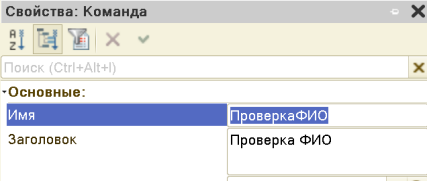 Свойства: Команда
Поиск (Ctrl+Alt+I)
Основные:
Имя ПроверкаФИО
Заголовок Проверка ФИО